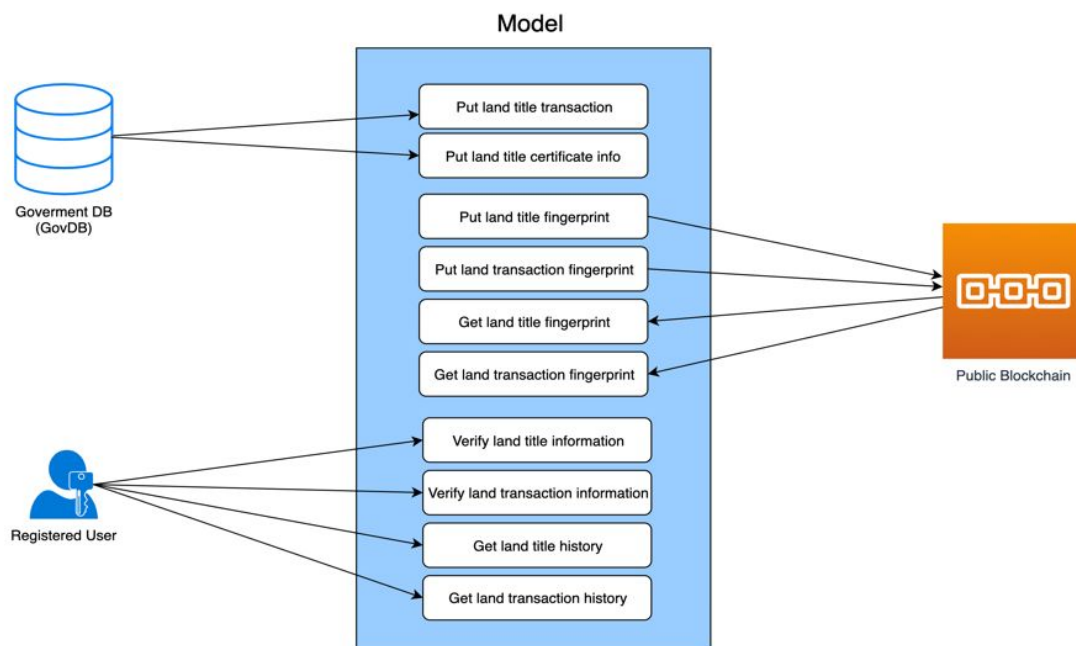 Model
Put land title transaction
Put land title certificate info
Goverment DB
(GovDB)
Put land title fingerprint
Put land transaction fingerprint
Get land title fingerprint
Get land transaction fingerprint
Public Blockchain
Verify land title information
Verify land transaction information
Registered User
Get land title history
Get land transaction history